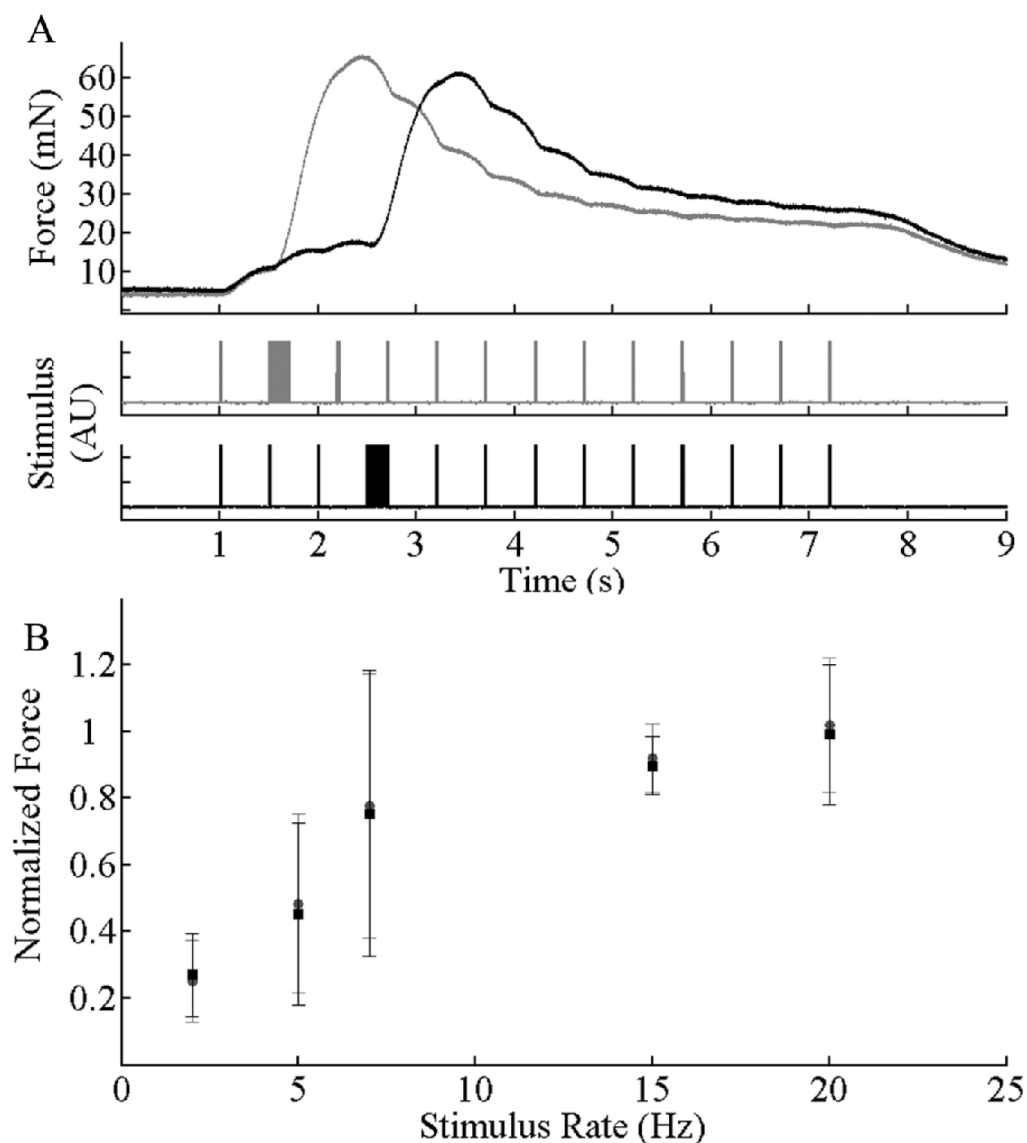 A
Force (mN)
60
50
40
30
20
10
Stimulus
(AU)
1 2 3 4 5 6 7 8 9
Time (s)
B
Normalized Force
1.2
1
0.8
0.6
0.4
0.2
0 5 10 15 20 25
Stimulus Rate (Hz)